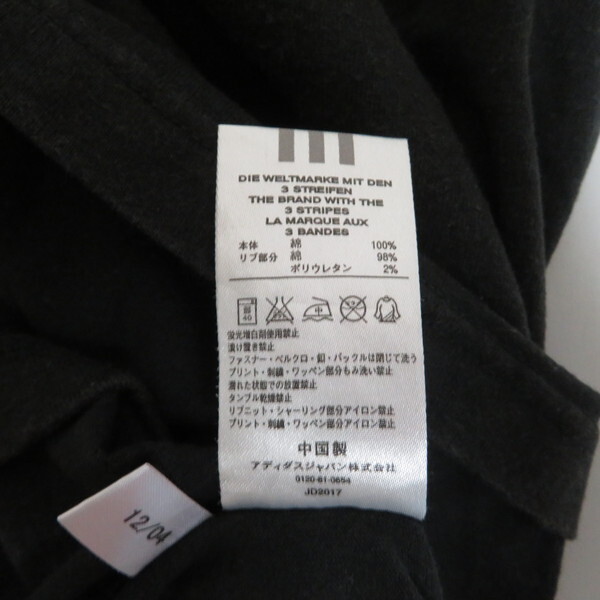 DIE WELTMARKE MIT DEN
3 STREIFEN
THE BRAND WITH THE
3 STRIPES
LA MARQUE AUX
3 BANDES
本体 綿 100%
リブ部分 綿 98%
ポリウレタン 2%
弱 40 中
蛍光増白剤使用禁止
漬け置き禁止
ファスナー・ベルクロ・釦・バックルは閉じて洗う
プリント・刺繍・ワッペン部分もみ洗い禁止
濡れた状態での放置禁止
タンブル乾燥禁止
リブニット・シャーリング部分アイロン禁止
プリント・刺繍・ワッペン部分アイロン禁止
中国製
アディダスジャパン株式会社
0120-81-0654
JD2017
12/04